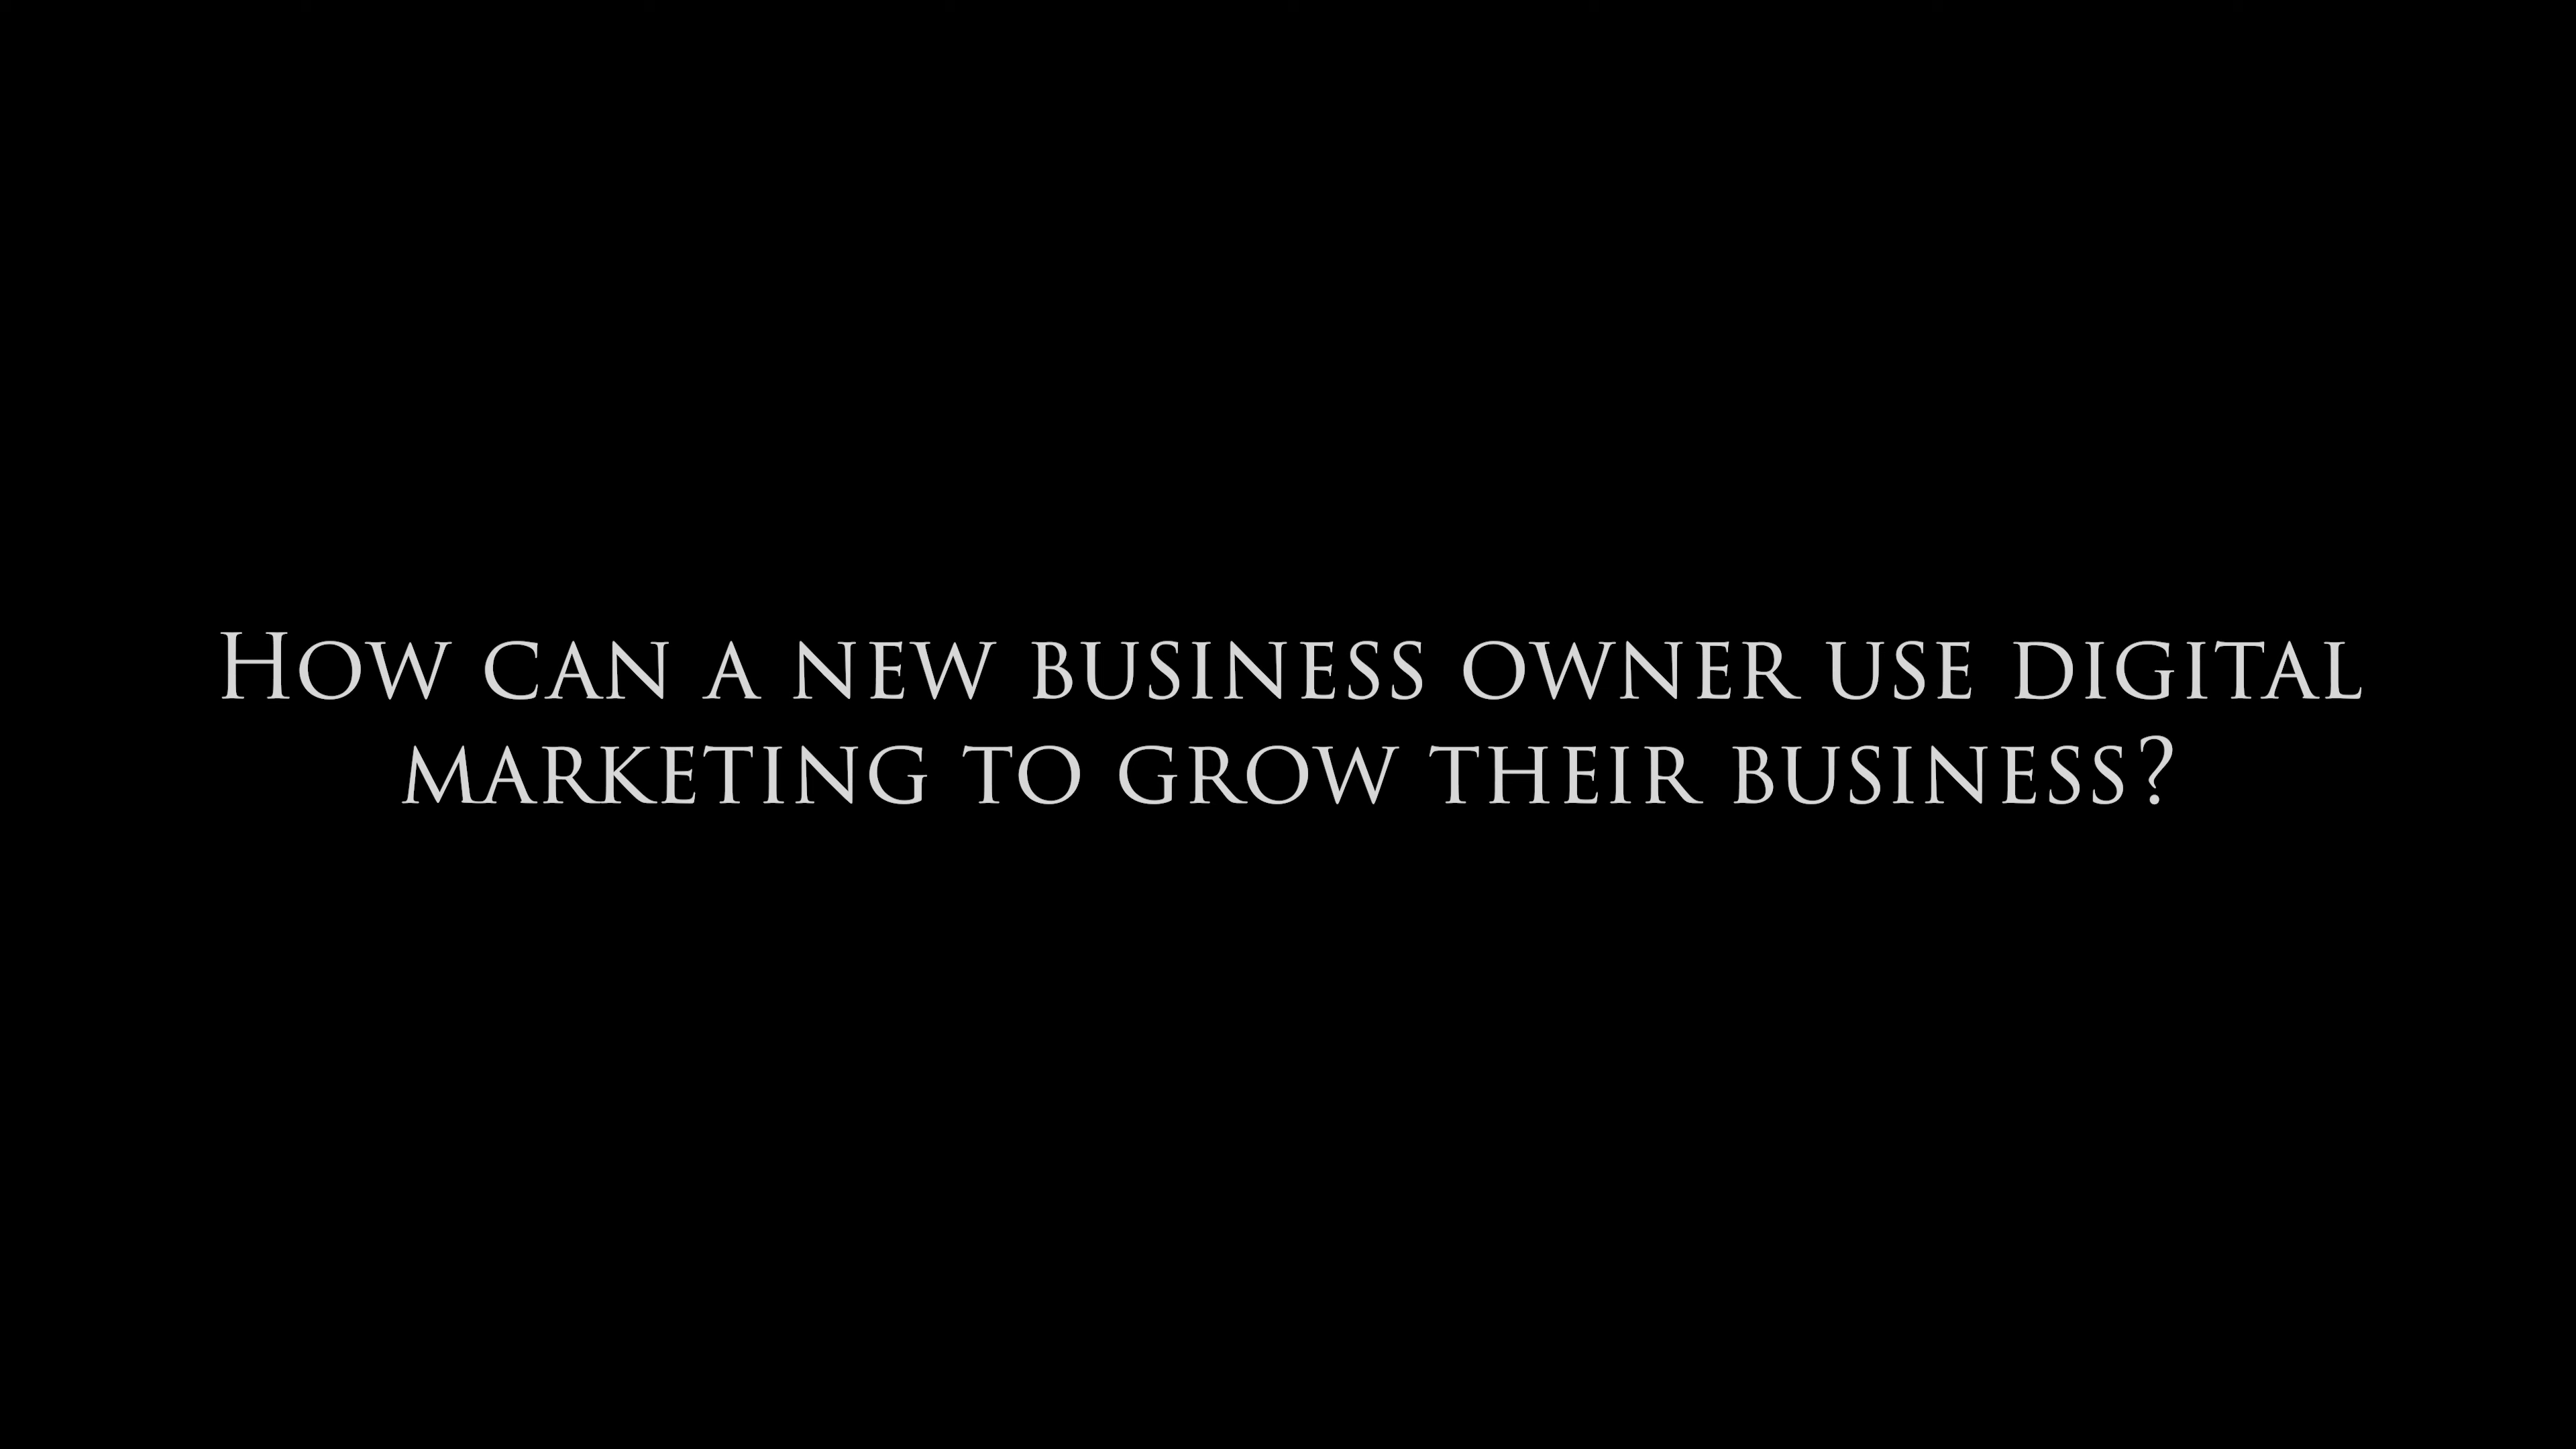 How can a new business owner use digital
marketing to grow their business?